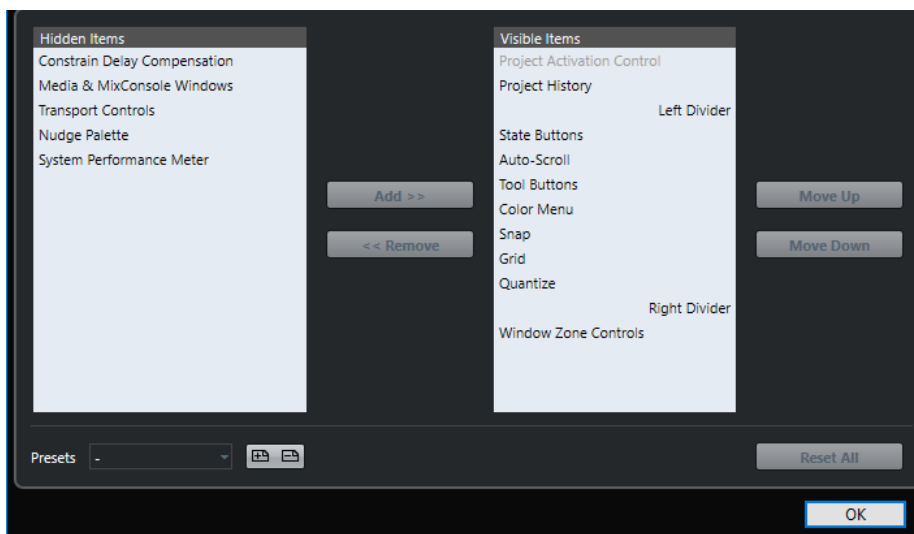 Hidden Items
Constrain Delay Compensation
Media & MixConsole Windows
Transport Controls
Nudge Palette
System Performance Meter
Add >>
<< Remove
Visible Items
Project Activation Control
Project History
Left Divider
State Buttons
Auto-Scroll
Tool Buttons
Color Menu
Snap
Grid
Quantize
Right Divider
Window Zone Controls
Move Up
Move Down
Presets -
Reset All
OK